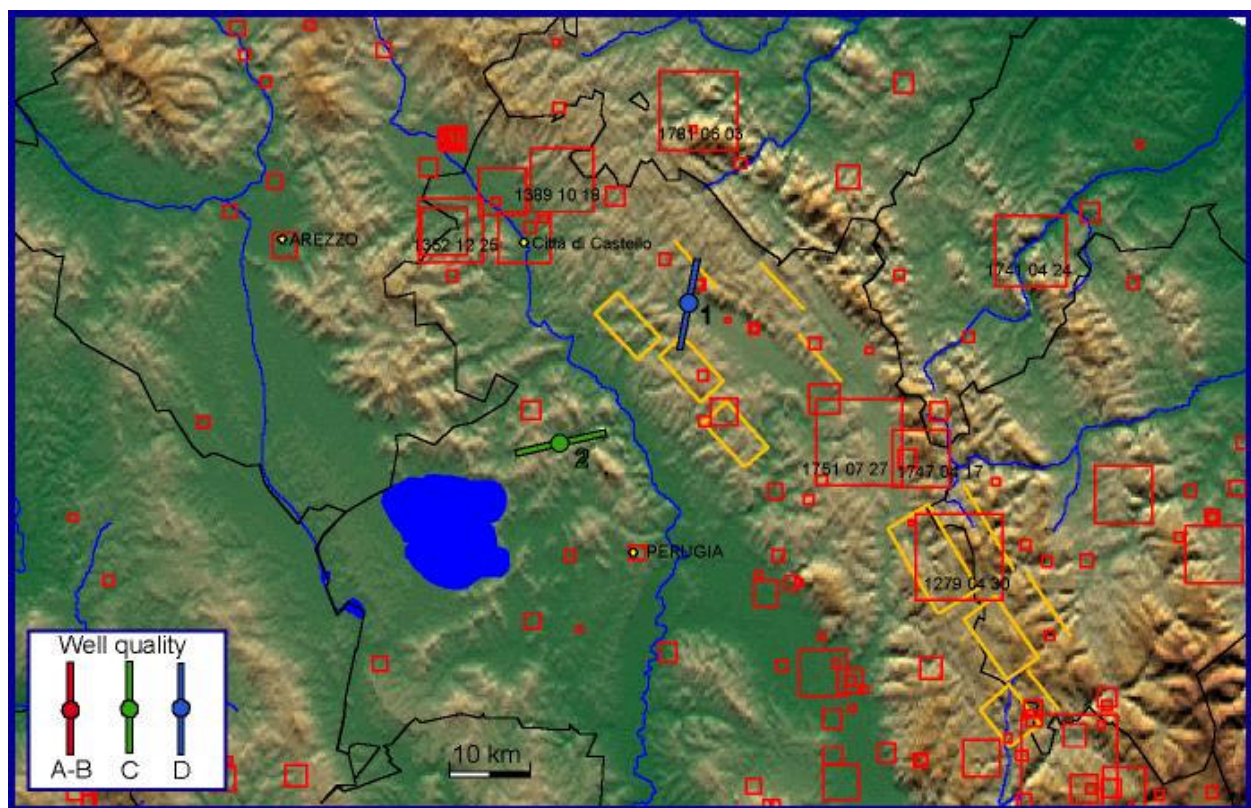 1781 06 03
1389 10 18
AREZZO
1352 12 25
Città di Castello
1741 04 24
1
2
1751 07 27
1747 04 17
PERUGIA
1279 04 30
Well quality
A-B
C
D
10 km